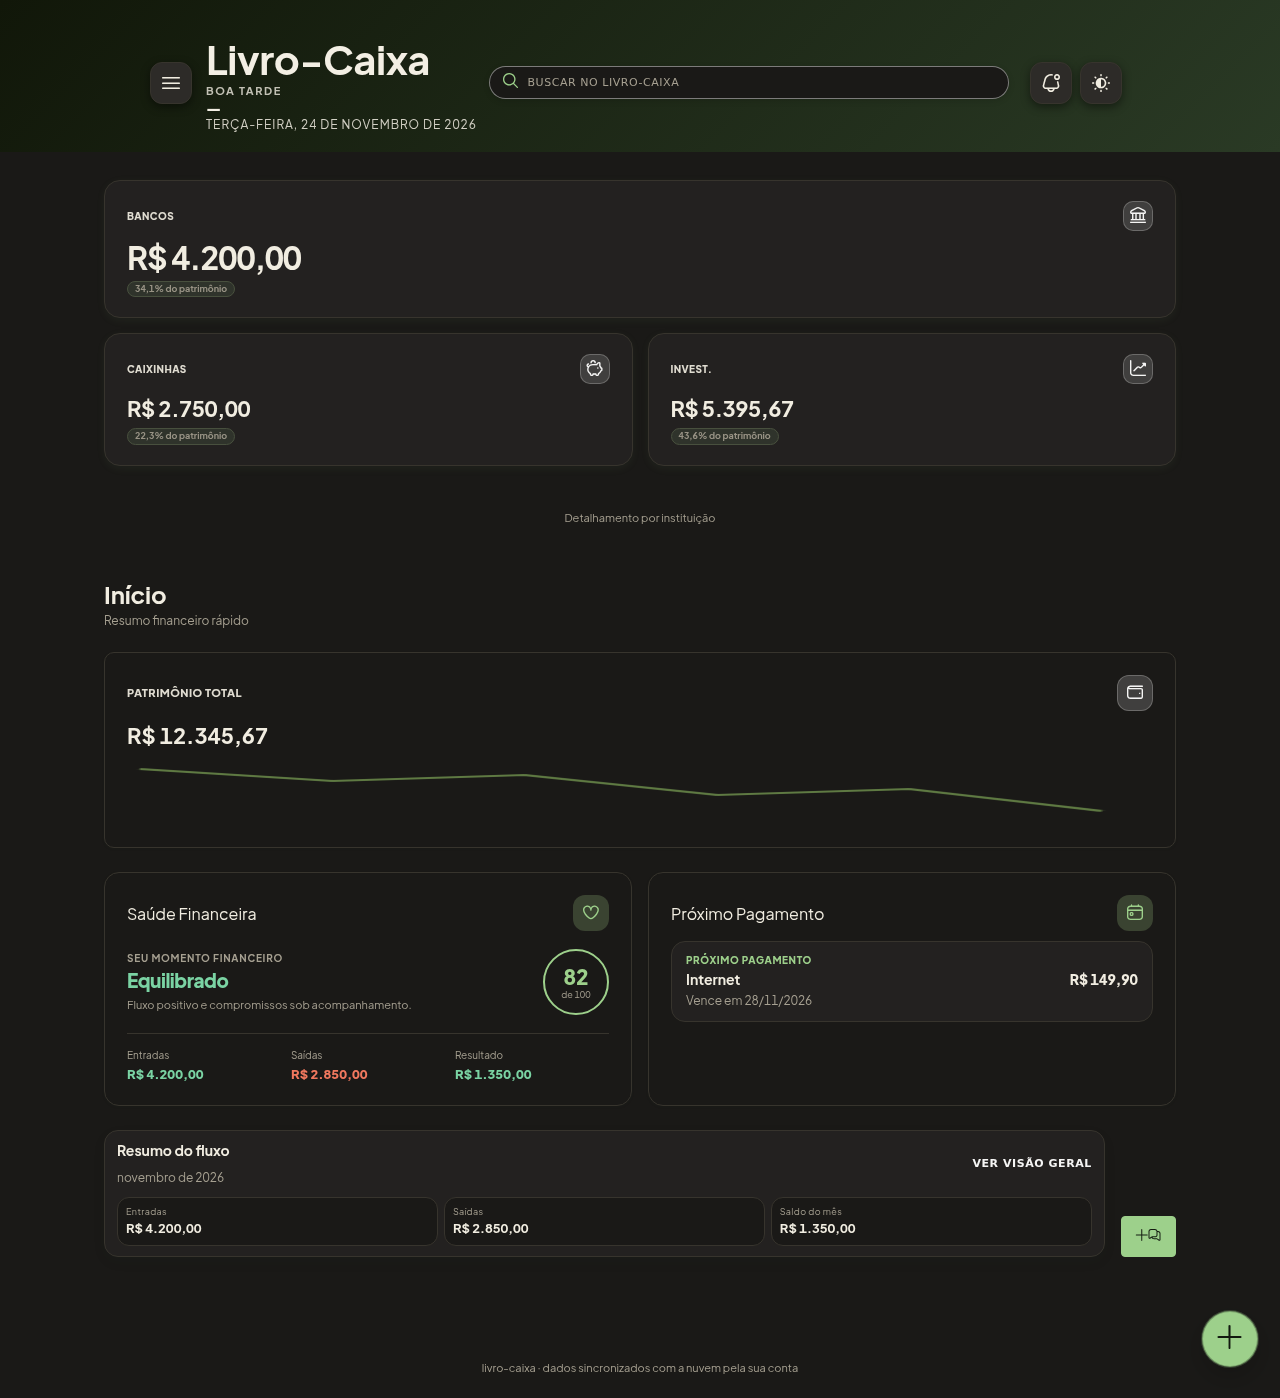 Livro-Caixa
BOA TARDE
—
TERÇA-FEIRA, 24 DE NOVEMBRO DE 2026
BUSCAR NO LIVRO-CAIXA
BANCOS
R$ 4.200,00
34,1% do patrimônio
CAIXINHAS
R$ 2.750,00
22,3% do patrimônio
INVEST.
R$ 5.395,67
43,6% do patrimônio
Detalhamento por instituição
Início
Resumo financeiro rápido
PATRIMÔNIO TOTAL
R$ 12.345,67
Saúde Financeira
SEU MOMENTO FINANCEIRO
Equilibrado
Fluxo positivo e compromissos sob acompanhamento.
82
de 100
Entradas
R$ 4.200,00
Saídas
R$ 2.850,00
Resultado
R$ 1.350,00
Próximo Pagamento
PRÓXIMO PAGAMENTO
Internet
R$ 149,90
Vence em 28/11/2026
Resumo do fluxo
novembro de 2026
VER VISÃO GERAL
Entradas
R$ 4.200,00
Saídas
R$ 2.850,00
Saldo do mês
R$ 1.350,00
livro-caixa · dados sincronizados com a nuvem pela sua conta